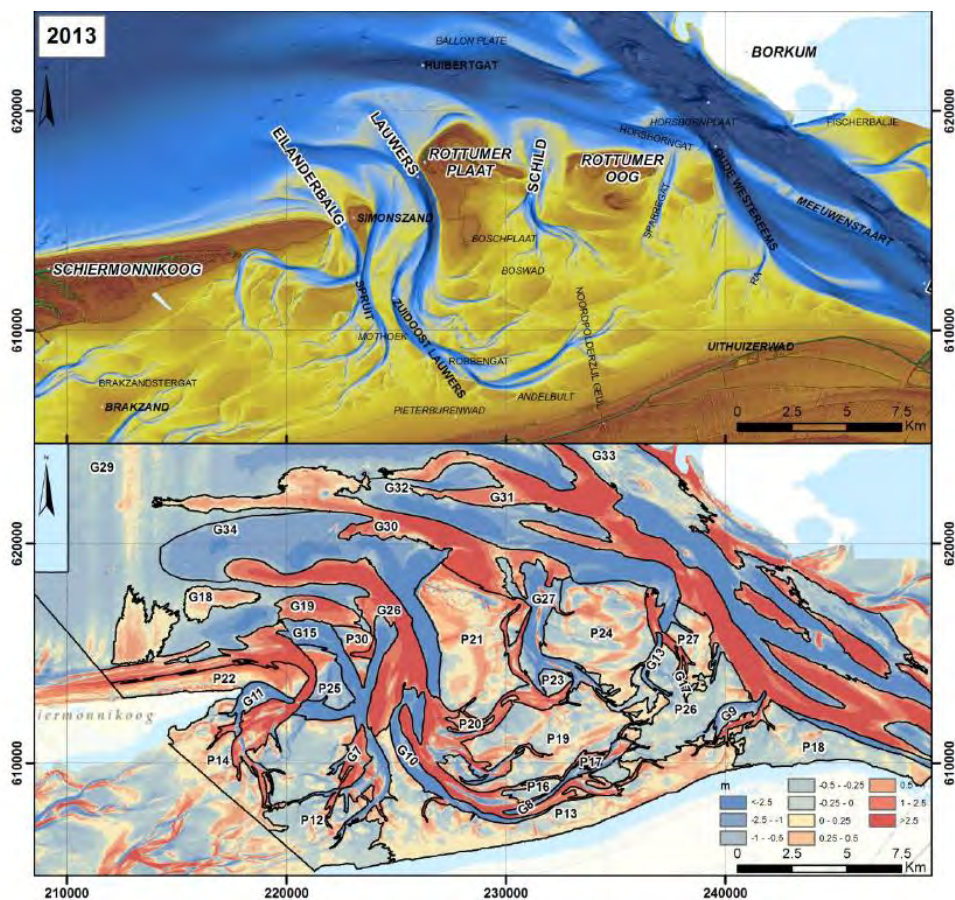 2013
BORKUM
BALLON PLATE
HUIBERTGAT
620000
620000
HORSBORNPLAAT
FISCHERBALJE
HORSBORNGAT
LAUWERS
EILANDERBALG
ROTTUMER
PLAAT
SCHILD
ROTTUMER
OOG
OUDE WESTEREEMS
MEEUWENSTAART
SIMONSZAND
SPARREGAT
BOSCHPLAAT
SCHIERMONNIKOOG
BOSWAD
RA
SPRUIT
ZUIDOOST LAUWERS
NOORDPOLDERZIJL GEUL
610000
610000
MOTHOEK
UITHUIZERWAD
ROBBENGAT
BRAKZANDSTERGAT
ANDELBULT
BRAKZAND
PIETERBURENWAD
0 2.5 5 7.5
Km
G29
G33
G32
G31
G34
G30
620000
620000
G18
G19
G26
G27
G15
P30
P21
P24
P27
P22
G13
G11
P25
P23
G17
iermonnikoog
P26
P20
G9
P14
G7
G10
P19
P18
610000
610000
P17
P16
G8
P13
P12
m
<-2.5
-2.5 - -1
-1 - -0.5
-0.5 - -0.25
-0.25 - 0
0 - 0.25
0.25 - 0.5
0.5 -
1 - 2.5
>2.5
0 2.5 5 7.5
Km
210000 220000 230000 240000